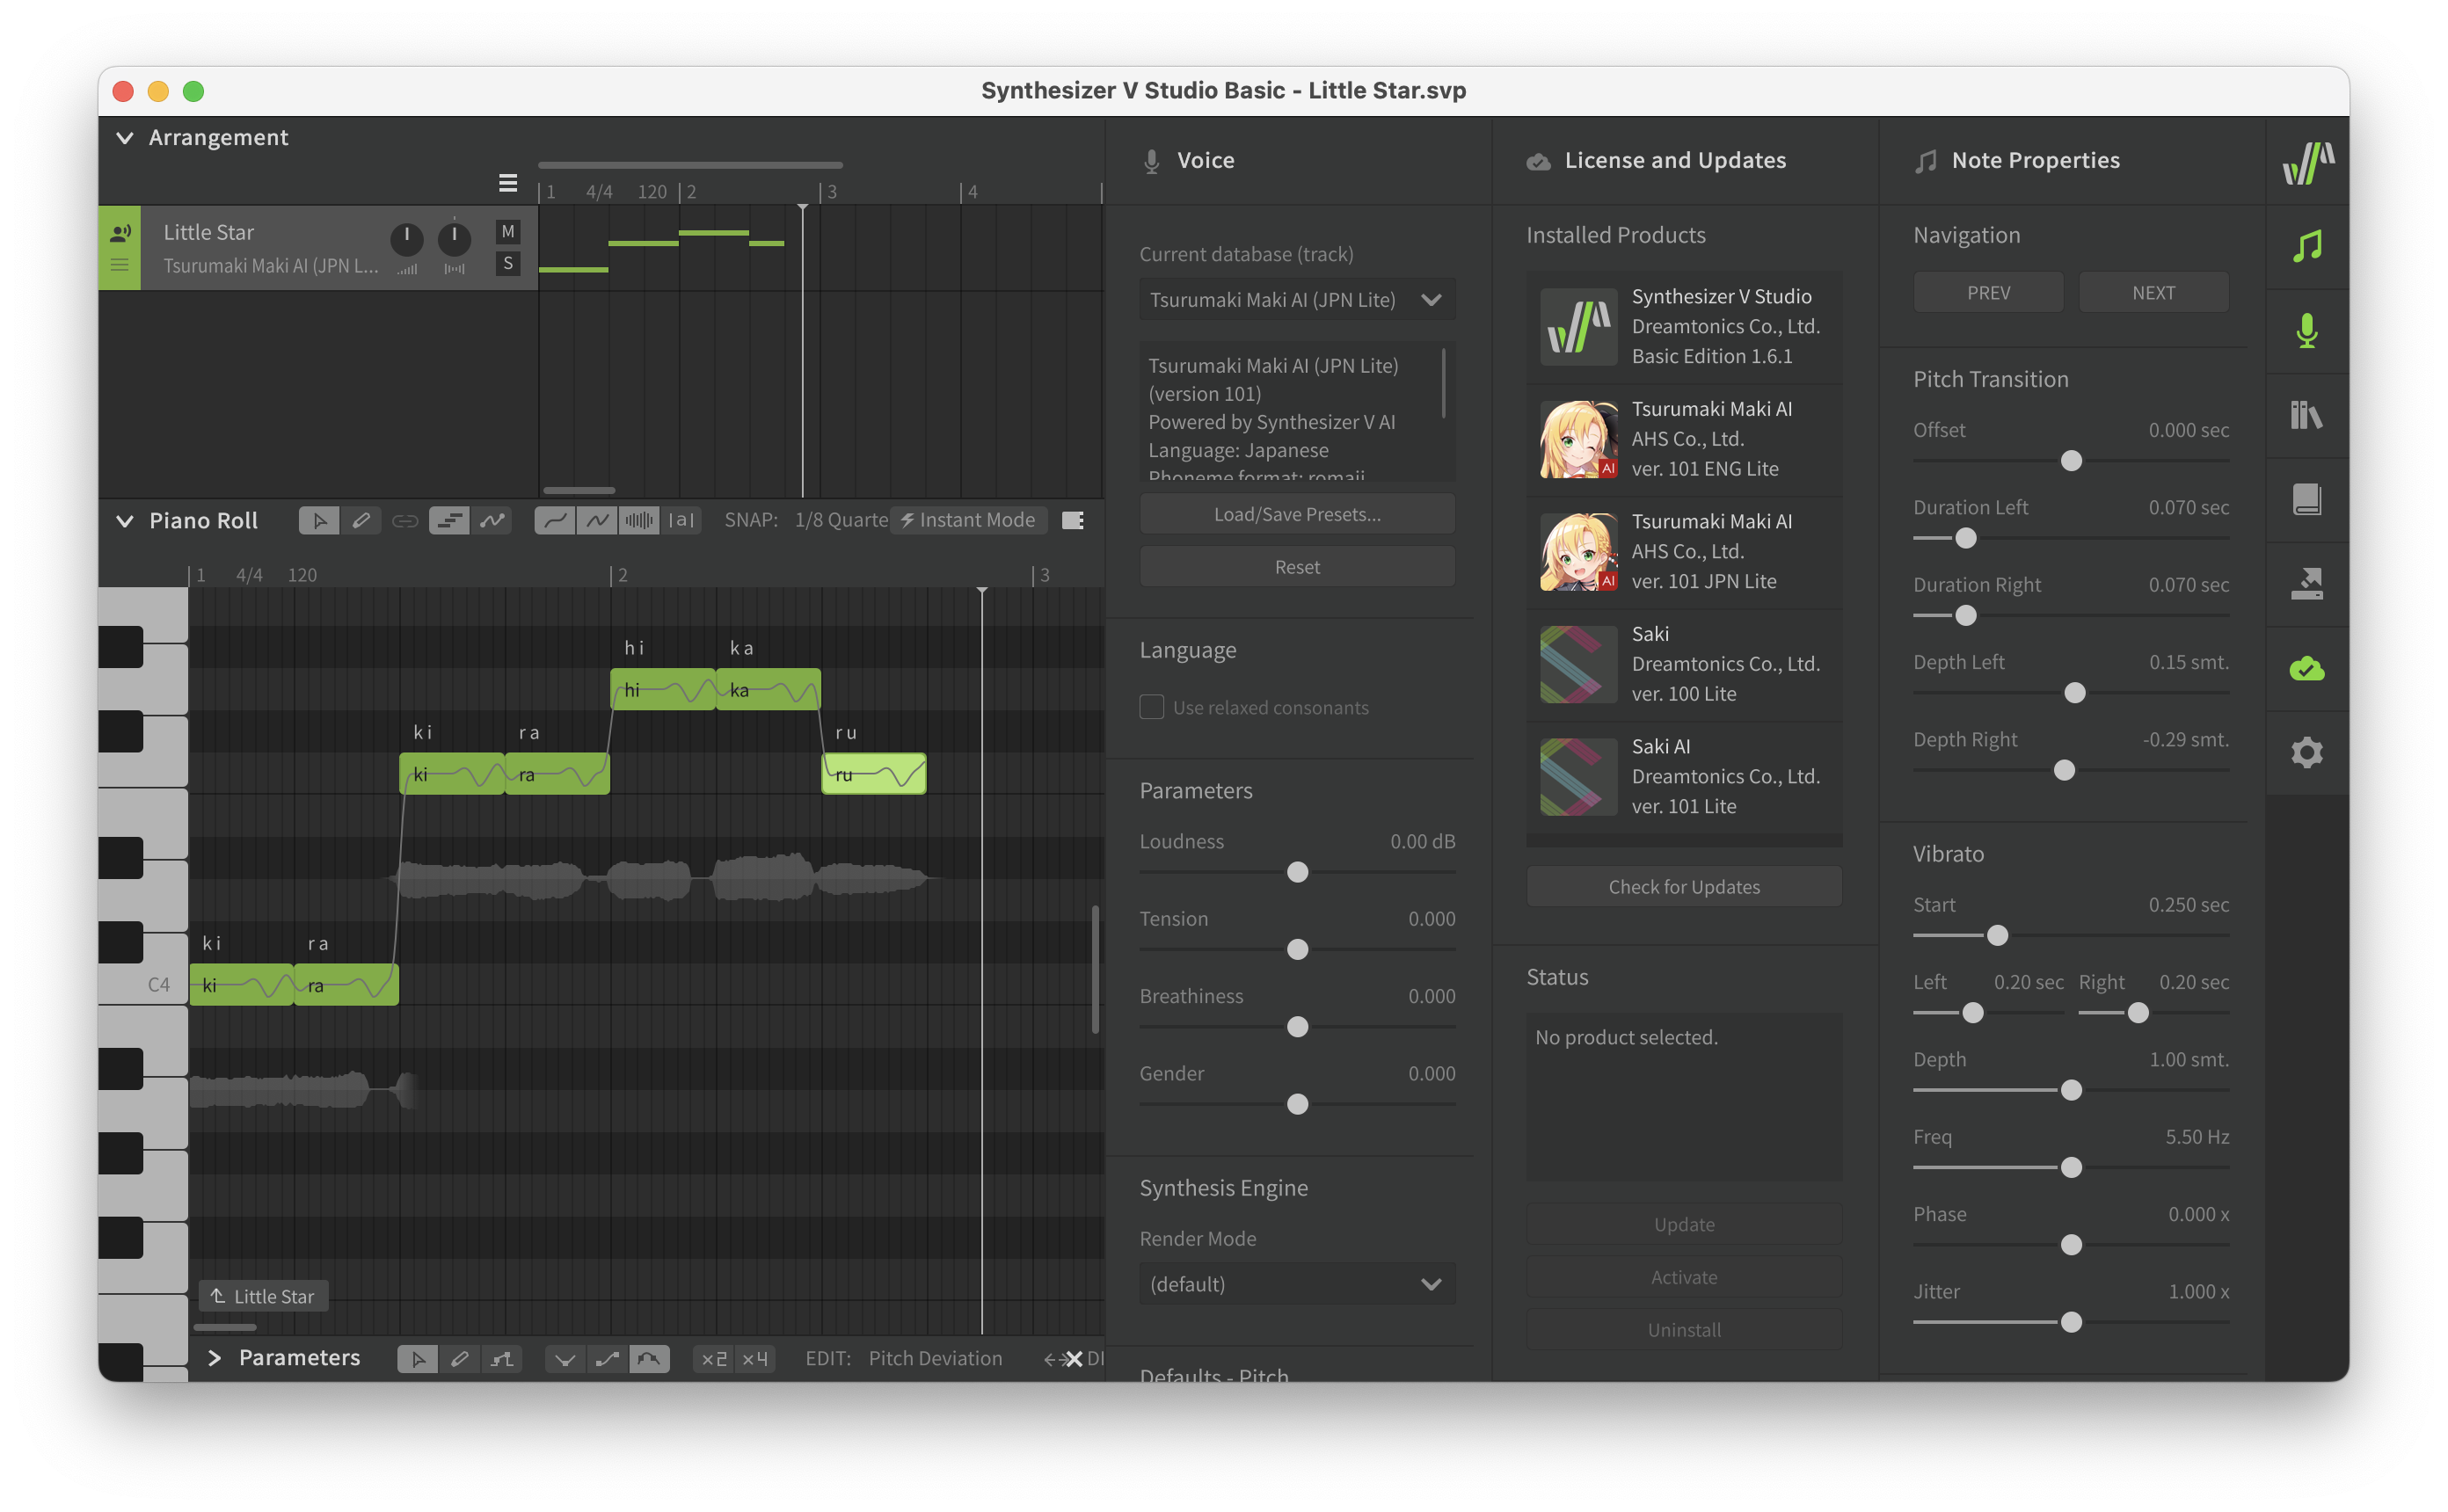 Synthesizer V Studio Basic - Little Star.svp
Arrangement
1 4/4 120 2 3 4
Little Star
Tsurumaki Maki AI (JPN L...
M
S
Piano Roll
|a|
SNAP: 1/8 Quarte
Instant Mode
1 4/4 120 2 3
h i
k a
hi
ka
k i
r a
r u
ki
ra
ru
k i
r a
C4
ki
ra
Little Star
Parameters
×2 ×4
EDIT: Pitch Deviation
Voice
Current database (track)
Tsurumaki Maki AI (JPN Lite)
Tsurumaki Maki AI (JPN Lite)
(version 101)
Powered by Synthesizer V AI
Language: Japanese
Phoneme format: romaji
Load/Save Presets...
Reset
Language
Use relaxed consonants
Parameters
Loudness 0.00 dB
Tension 0.000
Breathiness 0.000
Gender 0.000
Synthesis Engine
Render Mode
(default)
Defaults - Pitch
License and Updates
Installed Products
Synthesizer V Studio
Dreamtonics Co., Ltd.
Basic Edition 1.6.1
Tsurumaki Maki AI
AHS Co., Ltd.
ver. 101 ENG Lite
AI
Tsurumaki Maki AI
AHS Co., Ltd.
ver. 101 JPN Lite
AI
Saki
Dreamtonics Co., Ltd.
ver. 100 Lite
Saki AI
Dreamtonics Co., Ltd.
ver. 101 Lite
Check for Updates
Status
No product selected.
Update
Activate
Uninstall
Note Properties
Navigation
PREV NEXT
Pitch Transition
Offset 0.000 sec
Duration Left 0.070 sec
Duration Right 0.070 sec
Depth Left 0.15 smt.
Depth Right -0.29 smt.
Vibrato
Start 0.250 sec
Left 0.20 sec Right 0.20 sec
Depth 1.00 smt.
Freq 5.50 Hz
Phase 0.000 x
Jitter 1.000 x